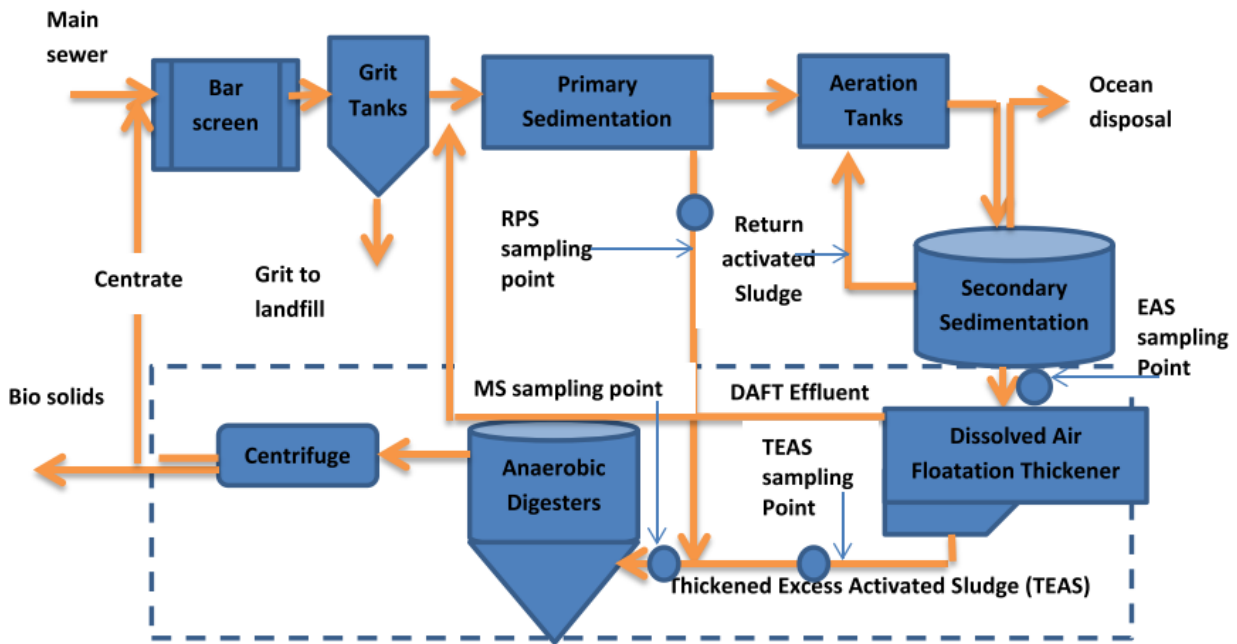 Main
sewer
Bar
screen
Grit
Tanks
Primary
Sedimentation
Aeration
Tanks
Ocean
disposal
RPS
sampling
point
Return
activated
Sludge
Centrate
Grit to
landfill
Secondary
Sedimentation
EAS
sampling
Point
Bio solids
MS sampling point
DAFT Effluent
Centrifuge
Anaerobic
Digesters
TEAS
sampling
Point
Dissolved Air
Floatation Thickener
Thickened Excess Activated Sludge (TEAS)